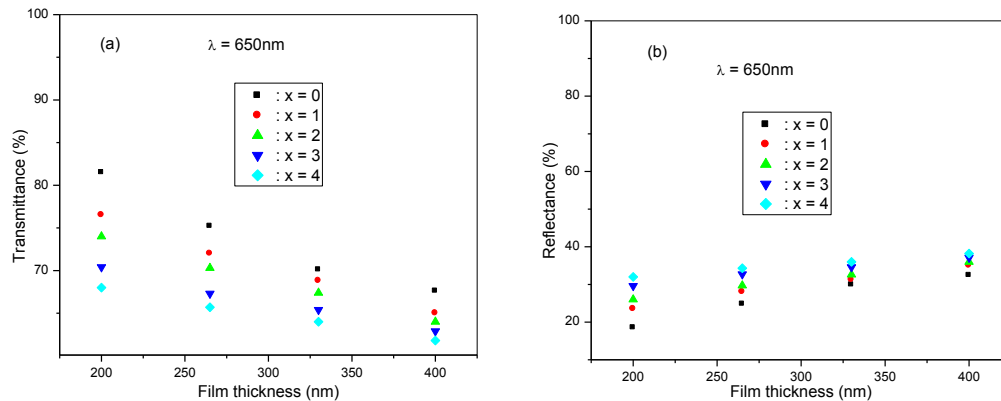 (a)
λ = 650nm
: x = 0
: x = 1
: x = 2
: x = 3
: x = 4
Transmittance (%)
100
90
80
70
200
250
300
350
400
Film thickness (nm)
(b)
λ = 650nm
: x = 0
: x = 1
: x = 2
: x = 3
: x = 4
Reflectance (%)
100
80
60
40
20
200
250
300
350
400
Film thickness (nm)